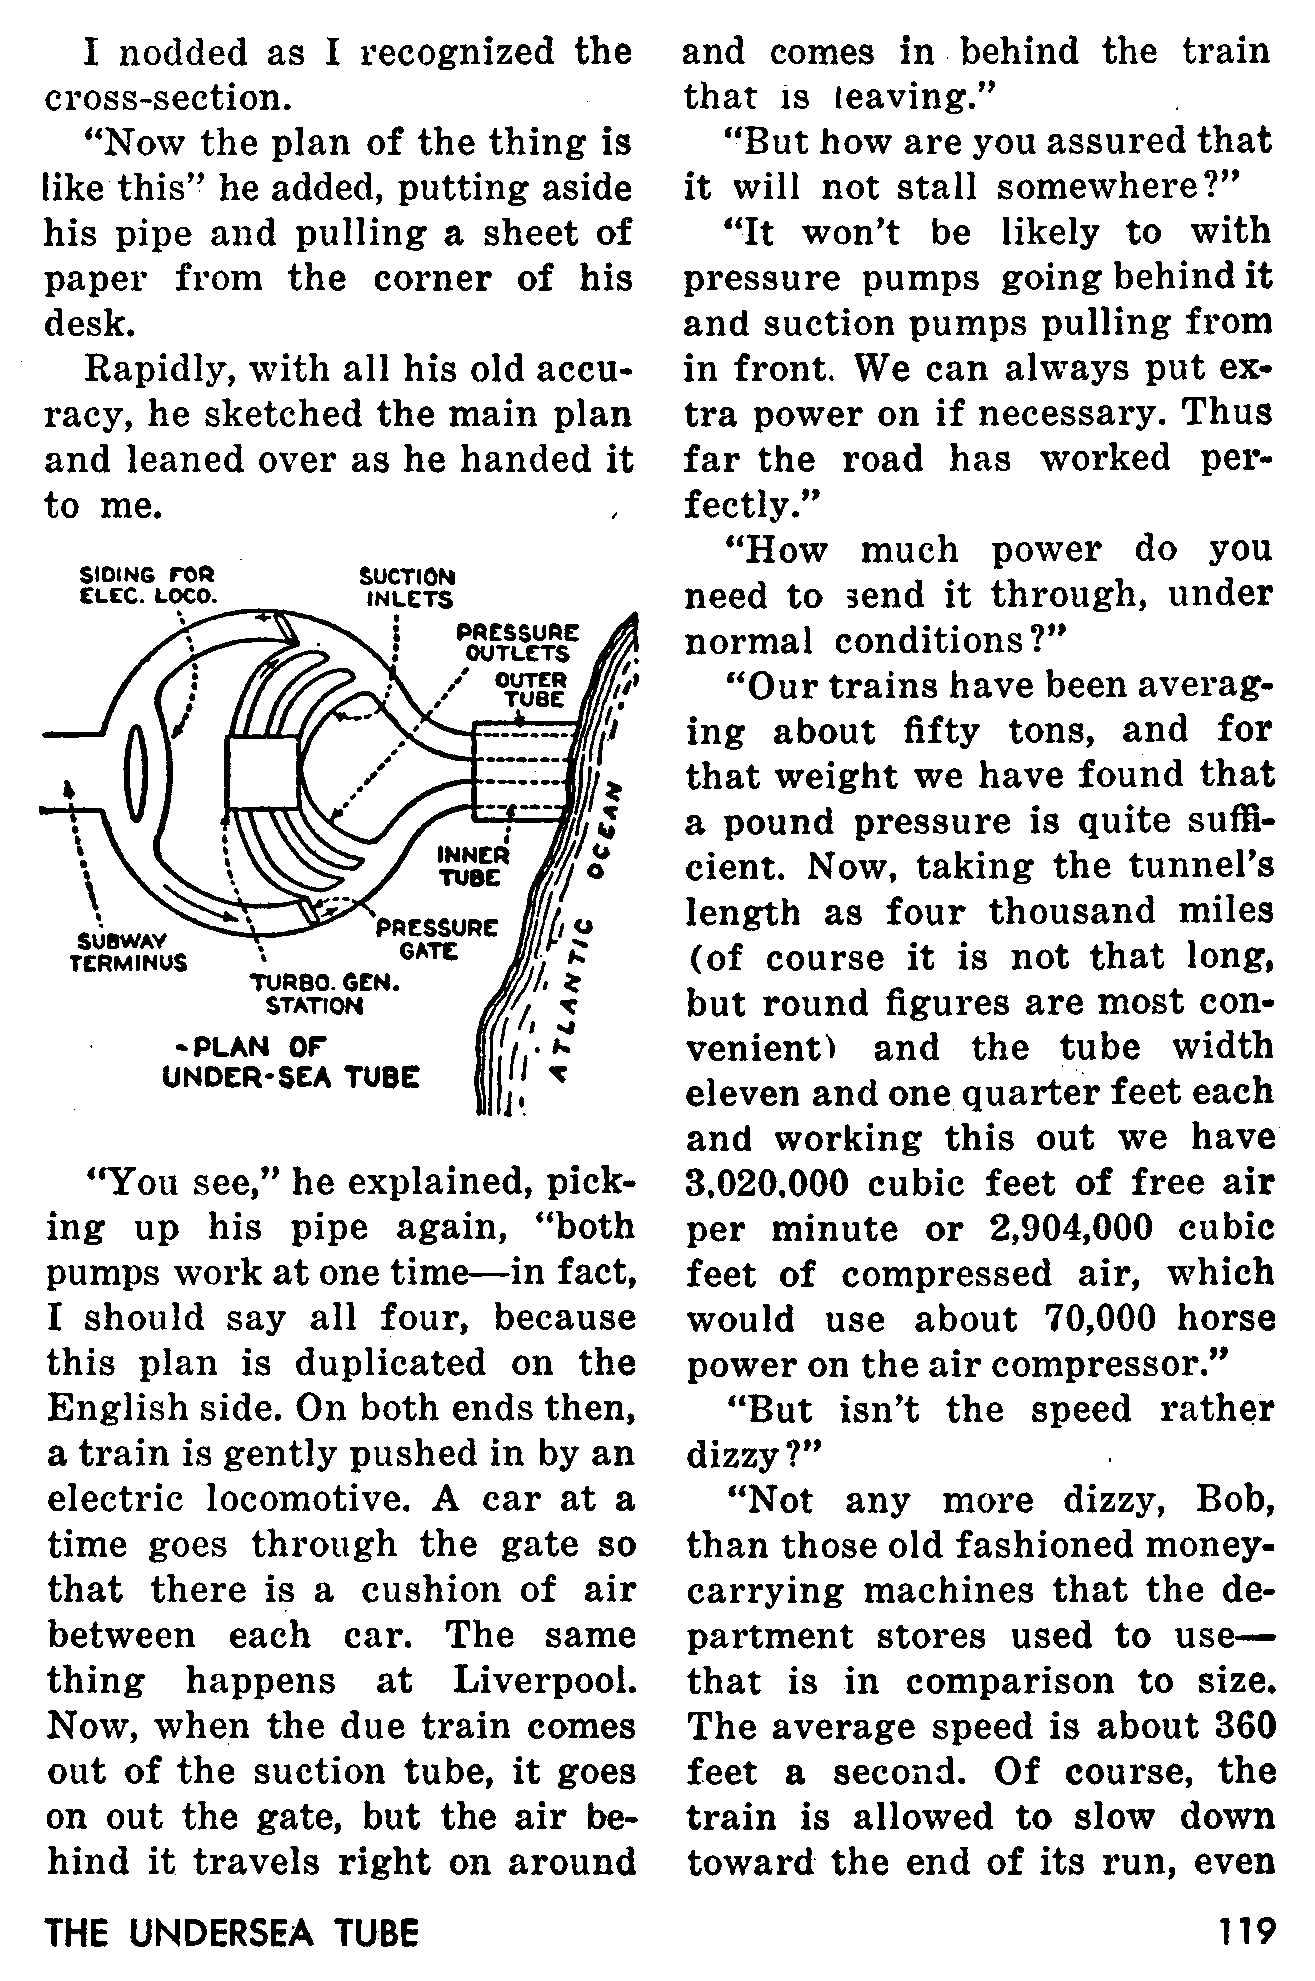 I nodded as I recognized the
cross-section.
“Now the plan of the thing is
like this” he added, putting aside
his pipe and pulling a sheet of
paper from the corner of his
desk.
Rapidly, with all his old accu-
racy, he sketched the main plan
and leaned over as he handed it
to me.
SIDING FOR
ELEC. LOCO.
SUCTION
INLETS
PRESSURE
OUTLETS
OUTER
TUBE
INNER
TUBE
PRESSURE
GATE
SUBWAY
TERMINUS
TURBO. GEN.
STATION
ATLANTIC OCEAN
-PLAN OF
UNDER-SEA TUBE
“You see,” he explained, pick-
ing up his pipe again, “both
pumps work at one time—in fact,
I should say all four, because
this plan is duplicated on the
English side. On both ends then,
a train is gently pushed in by an
electric locomotive. A car at a
time goes through the gate so
that there is a cushion of air
between each car. The same
thing happens at Liverpool.
Now, when the due train comes
out of the suction tube, it goes
on out the gate, but the air be-
hind it travels right on around
and comes in behind the train
that is leaving.”
“But how are you assured that
it will not stall somewhere?”
“It won't be likely to with
pressure pumps going behind it
and suction pumps pulling from
in front. We can always put ex-
tra power on if necessary. Thus
far the road has worked per-
fectly.”
“How much power do you
need to send it through, under
normal conditions?”
“Our trains have been averag-
ing about fifty tons, and for
that weight we have found that
a pound pressure is quite suffi-
cient. Now, taking the tunnel's
length as four thousand miles
(of course it is not that long,
but round figures are most con-
venient) and the tube width
eleven and one quarter feet each
and working this out we have
3,020,000 cubic feet of free air
per minute or 2,904,000 cubic
feet of compressed air, which
would use about 70,000 horse
power on the air compressor.”
“But isn't the speed rather
dizzy?”
“Not any more dizzy, Bob,
than those old fashioned money-
carrying machines that the de-
partment stores used to use—
that is in comparison to size.
The average speed is about 360
feet a second. Of course, the
train is allowed to slow down
toward the end of its run, even
THE UNDERSEA TUBE
119